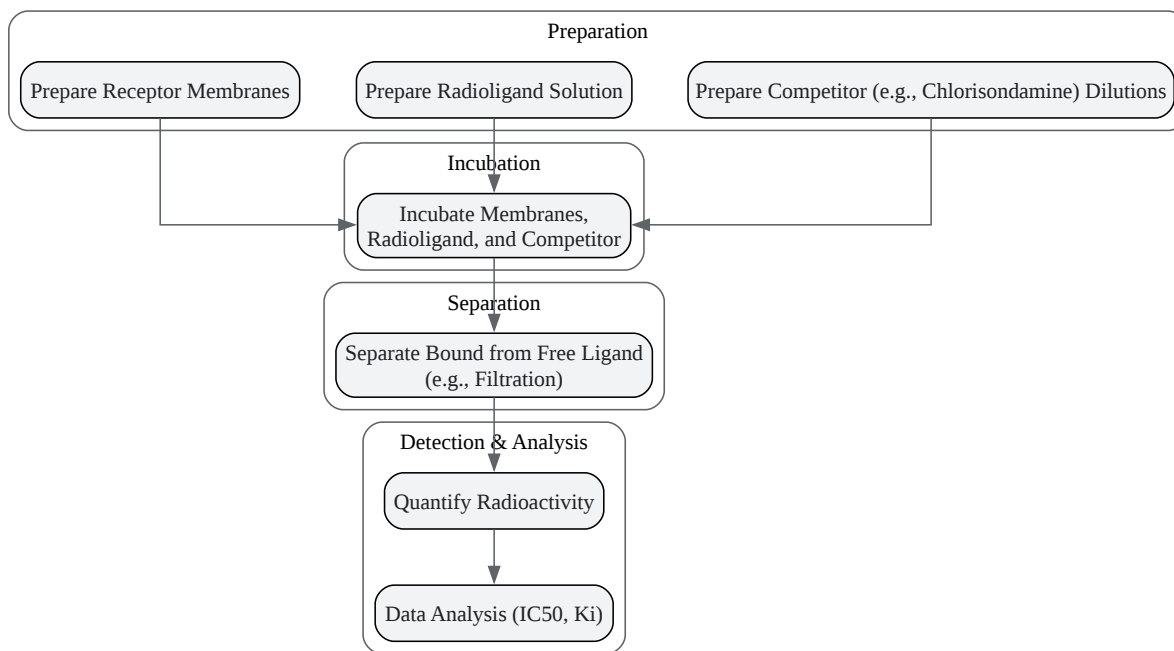 Preparation
Prepare Receptor Membranes
Prepare Radioligand Solution
Prepare Competitor (e.g., Chlorisondamine) Dilutions
Incubation
Incubate Membranes,
Radioligand, and Competitor
Separation
Separate Bound from Free Ligand
(e.g., Filtration)
Detection & Analysis
Quantify Radioactivity
Data Analysis (IC50, Ki)